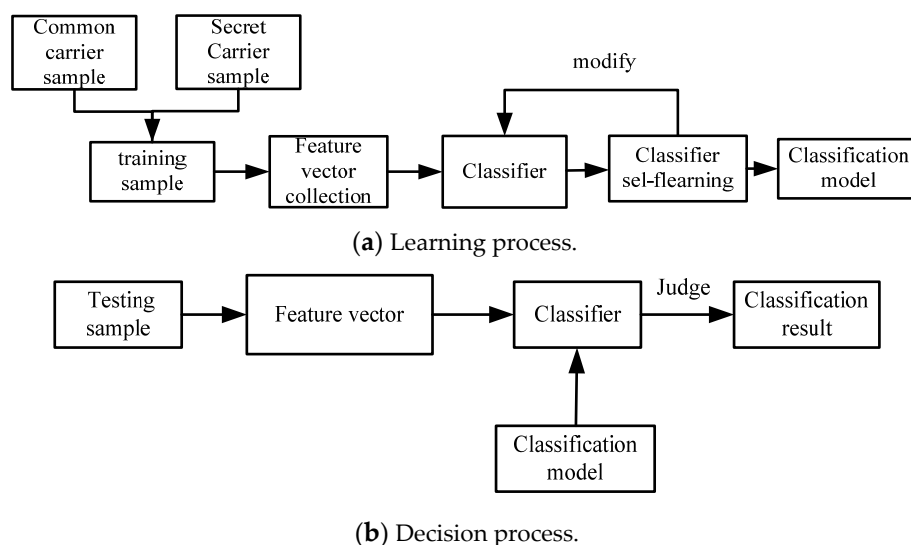 Common
carrier
sample
Secret
Carrier
sample
modify
training
sample
Feature
vector
collection
Classifier
Classifier
sel-flearning
Classification
model
(a) Learning process.
Testing
sample
Feature vector
Classifier
Judge
Classification
result
Classification
model
(b) Decision process.